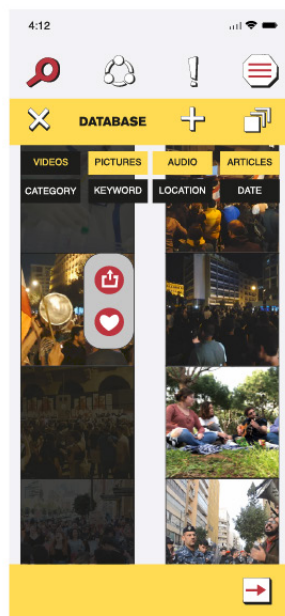 4:12
DATABASE
VIDEOS PICTURES AUDIO ARTICLES
CATEGORY KEYWORD LOCATION DATE